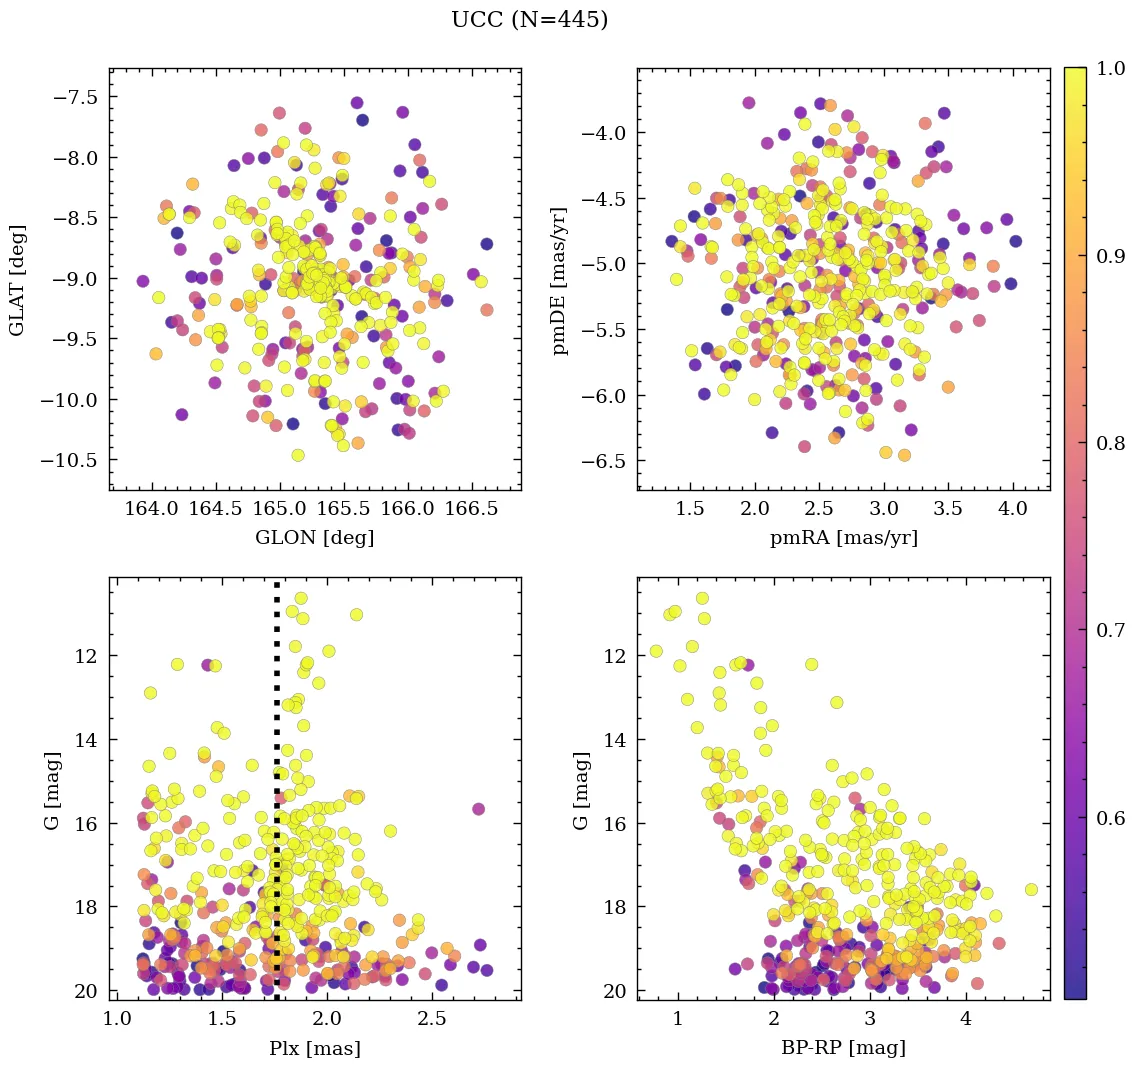 UCC (N=445)
−7.5
−8.0
−8.5
−9.0
−9.5
−10.0
−10.5
GLAT [deg]
164.0 164.5 165.0 165.5 166.0 166.5
GLON [deg]
−4.0
−4.5
−5.0
−5.5
−6.0
−6.5
pmDE [mas/yr]
1.5 2.0 2.5 3.0 3.5 4.0
pmRA [mas/yr]
1.0
0.9
0.8
0.7
0.6
12
14
16
18
20
G [mag]
1.0 1.5 2.0 2.5
Plx [mas]
12
14
16
18
20
G [mag]
1 2 3 4
BP-RP [mag]